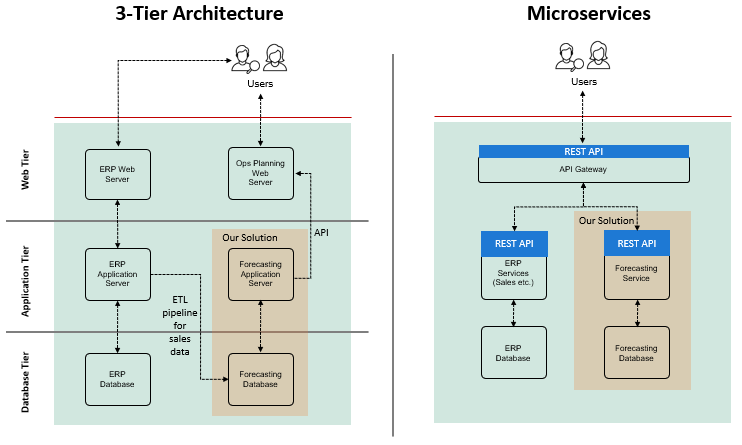 3-Tier Architecture
Microservices
Users
Users
Web Tier
ERP Web
Server
Ops Planning
Web
Server
API
Application Tier
Our Solution
ERP
Application
Server
Forecasting
Application
Server
ETL
pipeline
for
sales
data
Database Tier
ERP
Database
Forecasting
Database
REST API
API Gateway
Our Solution
REST API
ERP
Services
(Sales etc.)
REST API
Forecasting
Service
ERP
Database
Forecasting
Database